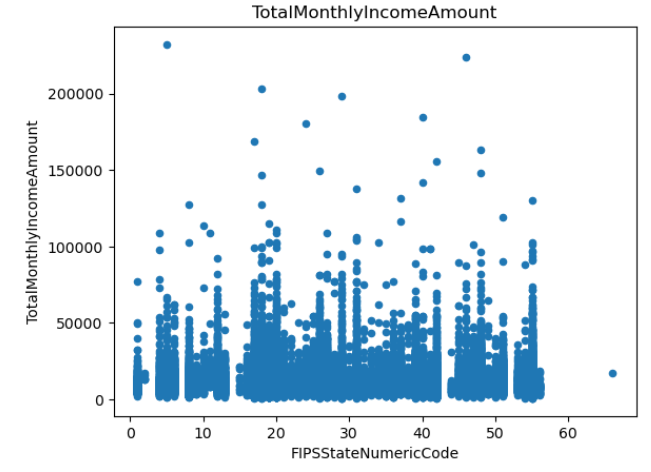 TotalMonthlyIncomeAmount
200000
150000
100000
50000
0
TotalMonthlyIncomeAmount
0 10 20 30 40 50 60
FIPSStateNumericCode